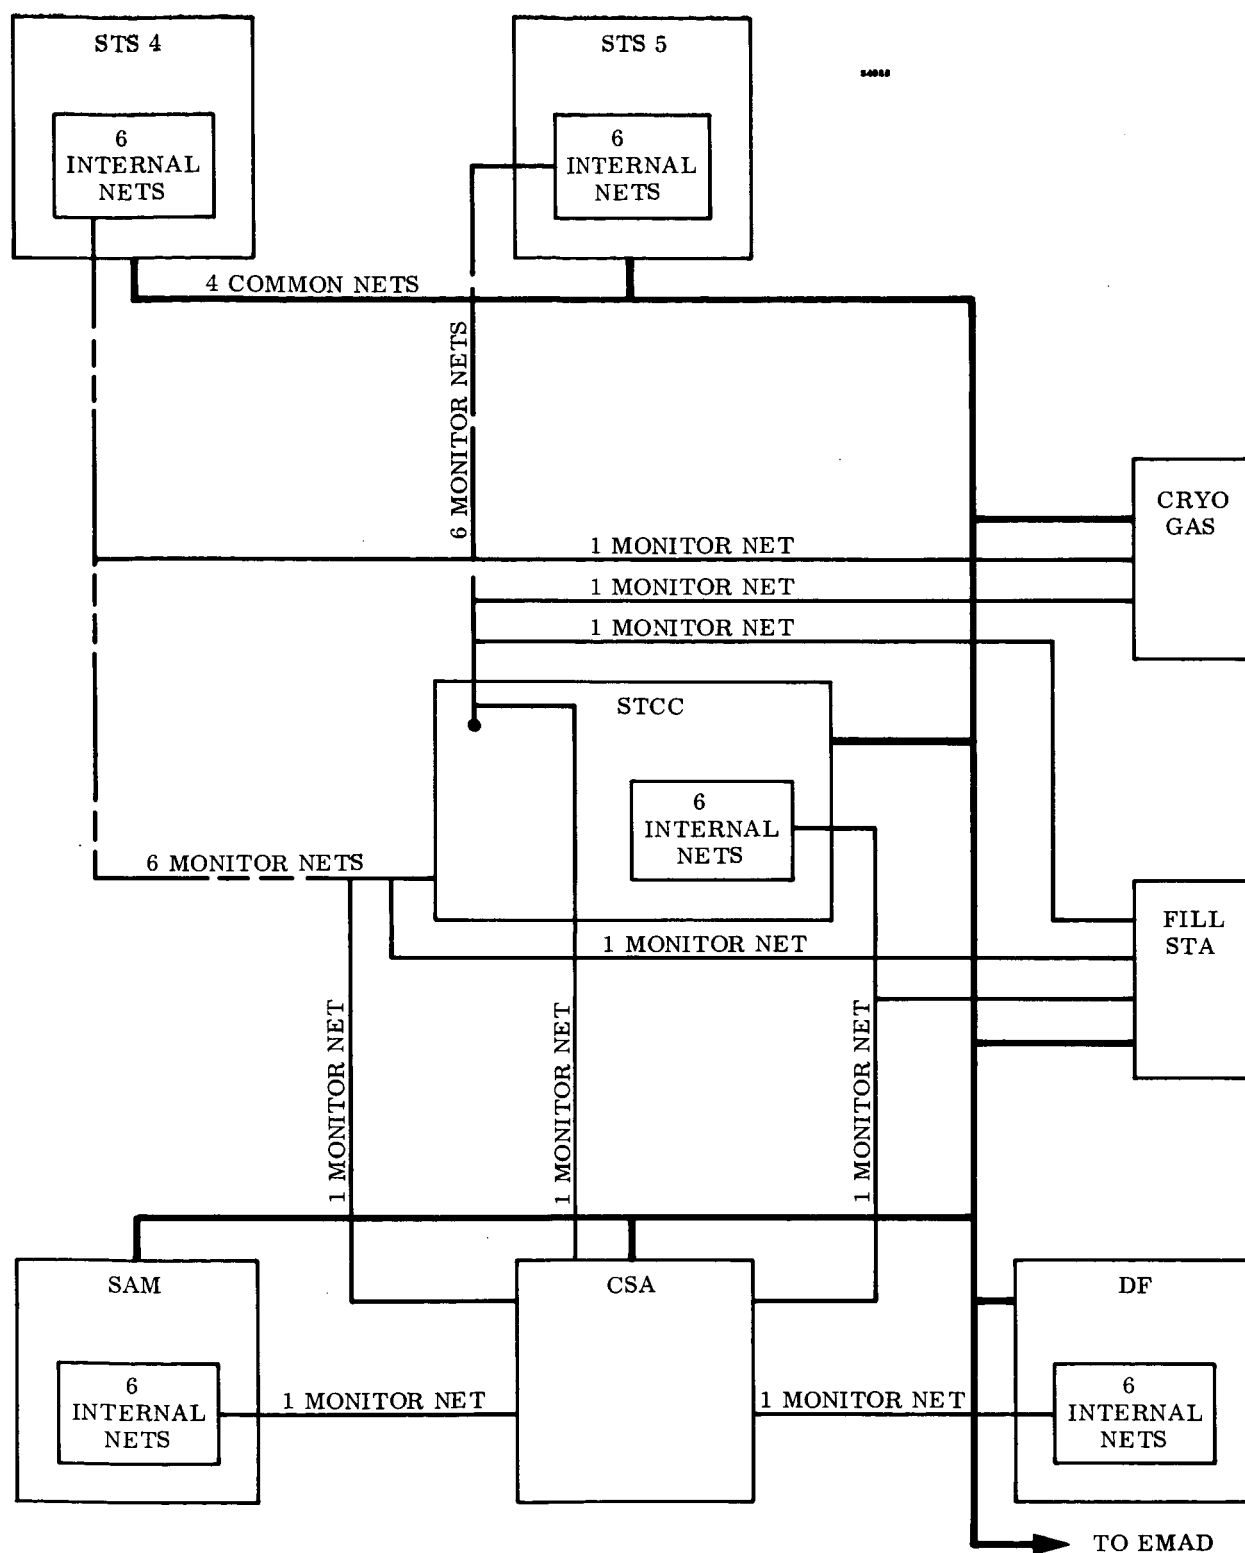 STS 4
STS 5
6
INTERNAL
NETS
6
INTERNAL
NETS
4 COMMON NETS
6 MONITOR NETS
CRYO
GAS
1 MONITOR NET
1 MONITOR NET
1 MONITOR NET
STCC
6
INTERNAL
NETS
6 MONITOR NETS
FILL
STA
1 MONITOR NET
1 MONITOR NET
1 MONITOR NET
1 MONITOR NET
SAM
CSA
DF
6
INTERNAL
NETS
1 MONITOR NET
1 MONITOR NET
6
INTERNAL
NETS
TO EMAD